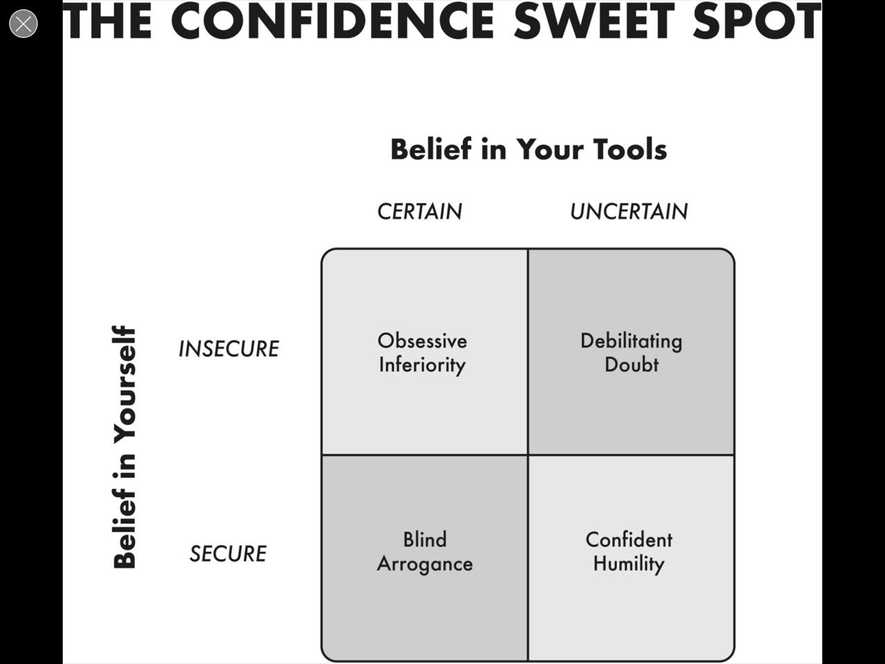 THE CONFIDENCE SWEET SPOT
Belief in Your Tools
CERTAIN
UNCERTAIN
Belief in Yourself
INSECURE
Obsessive
Inferiority
Debilitating
Doubt
SECURE
Blind
Arrogance
Confident
Humility